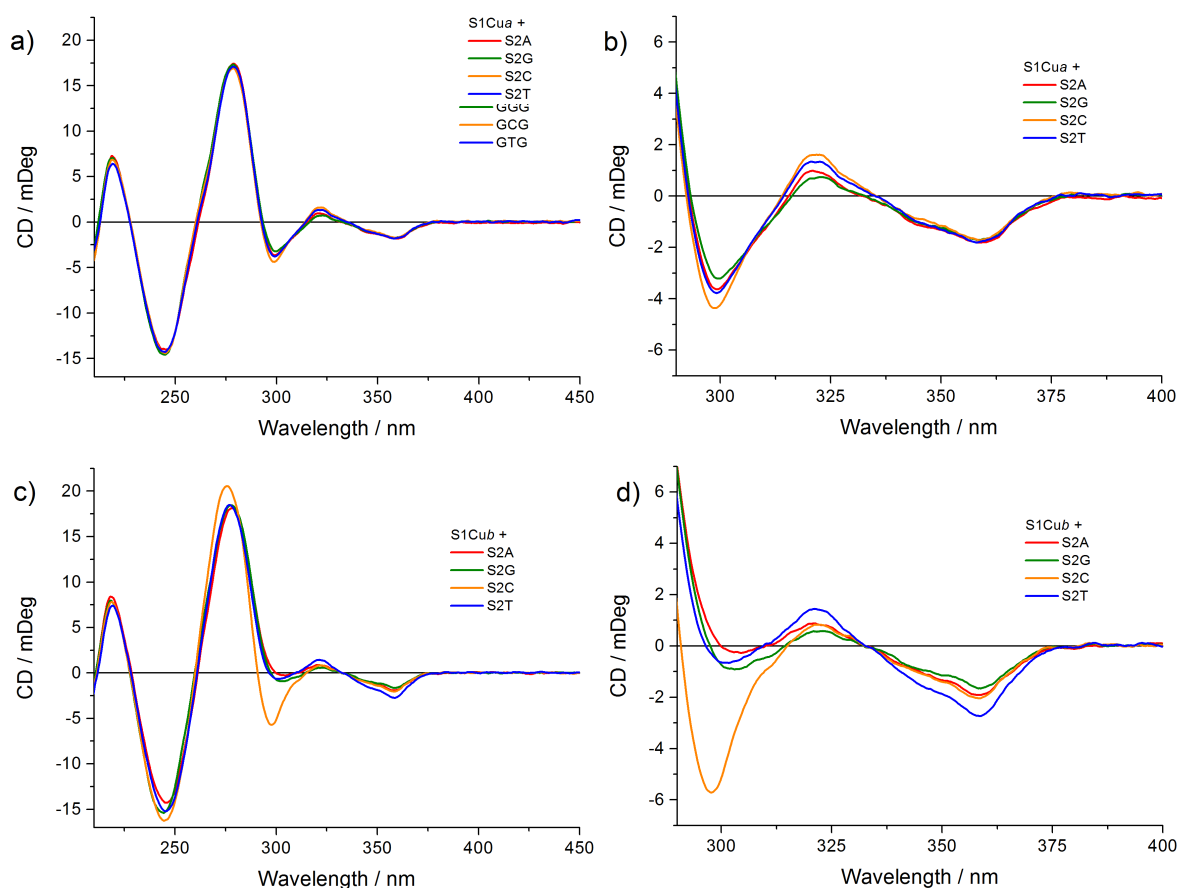 a)
S1Cua +
S2A
S2G
S2C
S2T
GGG
GCG
GTG
20
15
10
5
0
-5
-10
-15
CD / mDeg
250
300
350
400
450
Wavelength / nm
b)
S1Cua +
S2A
S2G
S2C
S2T
6
4
2
0
-2
-4
-6
CD / mDeg
300
325
350
375
400
Wavelength / nm
c)
S1Cub +
S2A
S2G
S2C
S2T
20
15
10
5
0
-5
-10
-15
CD / mDeg
250
300
350
400
450
Wavelength / nm
d)
S1Cub +
S2A
S2G
S2C
S2T
6
4
2
0
-2
-4
-6
CD / mDeg
300
325
350
375
400
Wavelength / nm